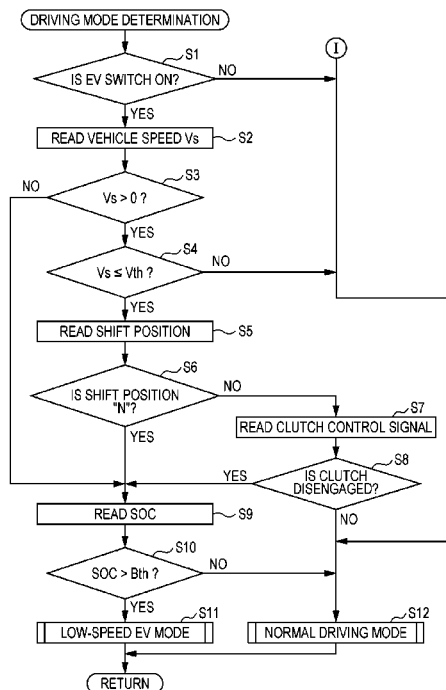 DRIVING MODE DETERMINATION
I
S1
IS EV SWITCH ON?
NO
YES
READ VEHICLE SPEED Vs
S2
S3
NO
Vs > 0 ?
YES
S4
Vs ≤ Vth ?
NO
YES
READ SHIFT POSITION
S5
S6
IS SHIFT POSITION
"N"?
NO
YES
S7
READ CLUTCH CONTROL SIGNAL
S8
IS CLUTCH
DISENGAGED?
YES
NO
READ SOC
S9
S10
SOC > Bth ?
NO
YES
S11
LOW-SPEED EV MODE
S12
NORMAL DRIVING MODE
RETURN